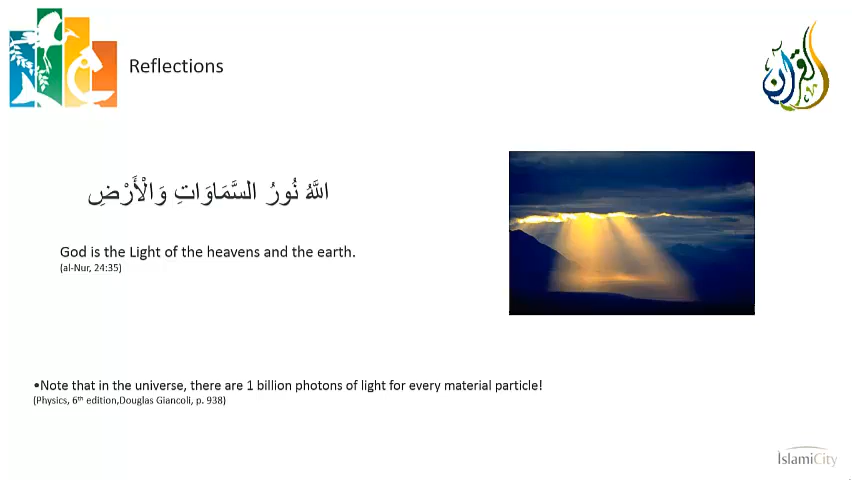 Reflections
القرآن
اللَّهُ نُورُ السَّمَاوَاتِ وَالْأَرْضِ
God is the Light of the heavens and the earth.
(al-Nur, 24:35)
•Note that in the universe, there are 1 billion photons of light for every material particle!
(Physics, 6th edition,Douglas Giancoli, p. 938)
IslamiCity